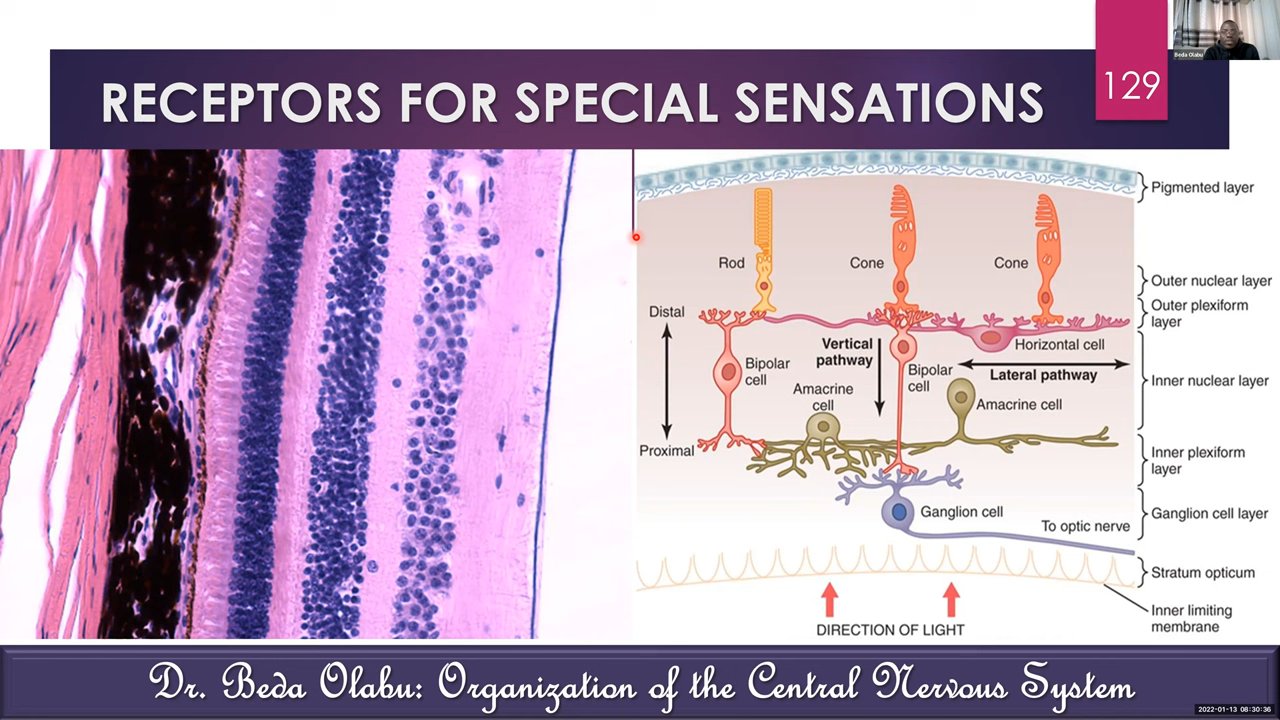 Beda Olabu
129
RECEPTORS FOR SPECIAL SENSATIONS
Pigmented layer
Rod
Cone
Cone
Outer nuclear layer
Outer plexiform
layer
Distal
Vertical
pathway
Horizontal cell
Bipolar
cell
Bipolar
cell
Lateral pathway
Inner nuclear layer
Amacrine
cell
Amacrine cell
Proximal
Inner plexiform
layer
Ganglion cell
Ganglion cell layer
To optic nerve
Stratum opticum
Inner limiting
membrane
DIRECTION OF LIGHT
Dr. Beda Olabu: Organization of the Central Nervous System
2022-01-13 08:30:36